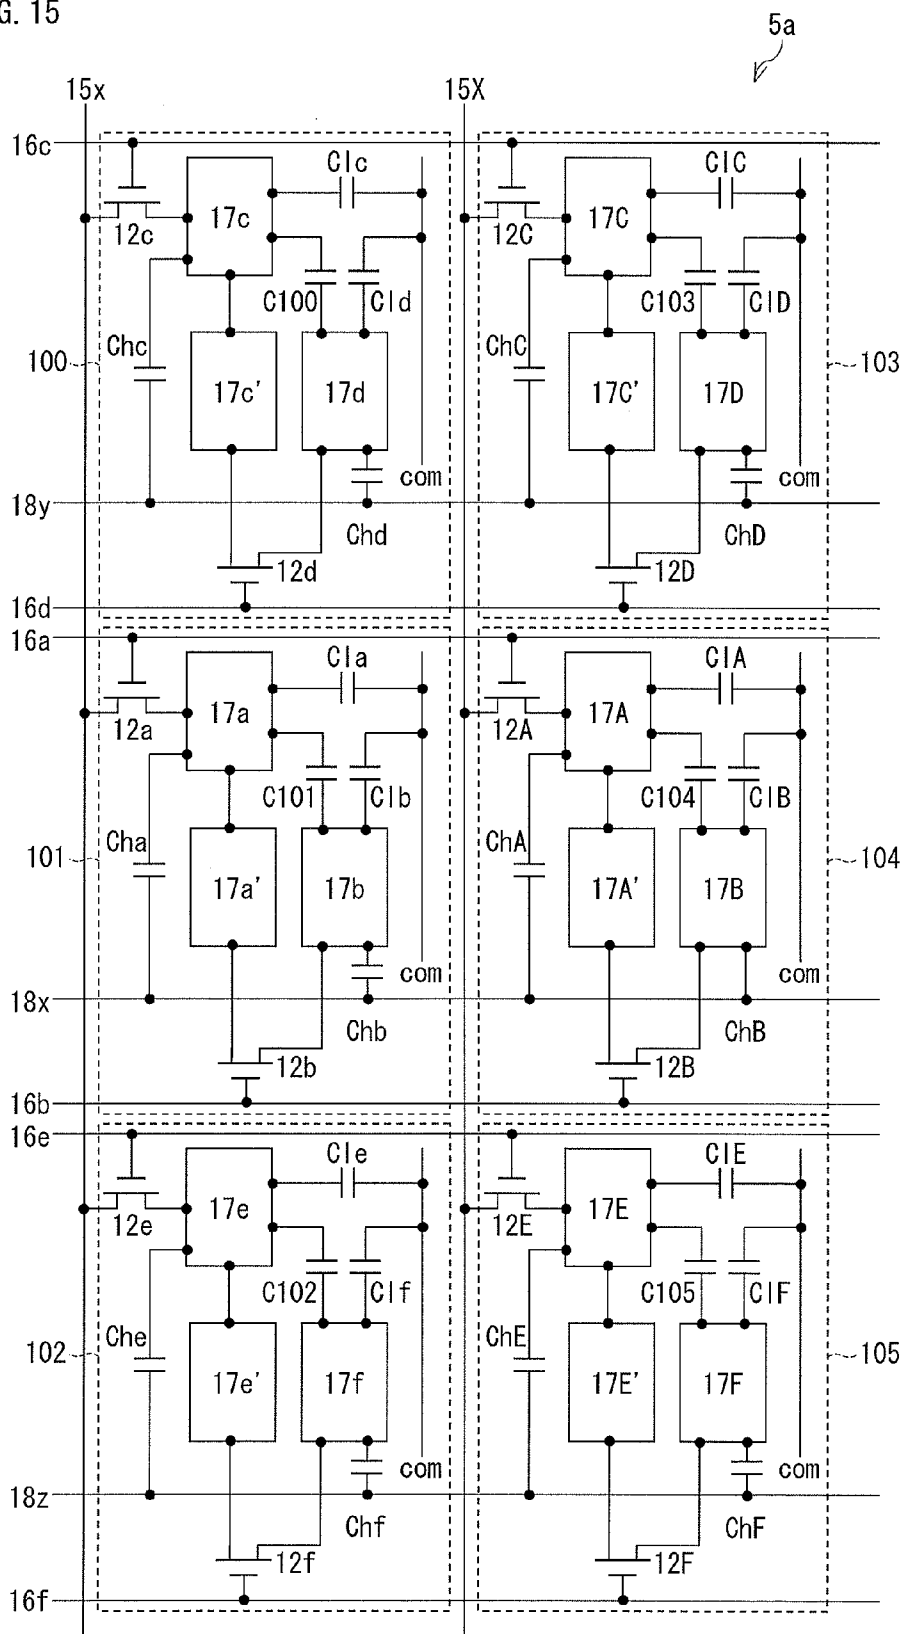 G. 15
5a
15x 15X
16c
Clc ClC
17c 17C
12c 12C
C100 Cld C103 ClD
Chc ChC
100 103
17c' 17d 17C' 17D
com com
18y
Chd ChD
12d 12D
16d
16a
Cla ClA
17a 17A
12a 12A
C101 Clb C104 ClB
Cha ChA
101 104
17a' 17b 17A' 17B
com com
18x
Chb ChB
12b 12B
16b
16e
Cle ClE
17e 17E
12e 12E
C102 Clf C105 ClF
Che ChE
102 105
17e' 17f 17E' 17F
com com
18z
Chf ChF
12f 12F
16f